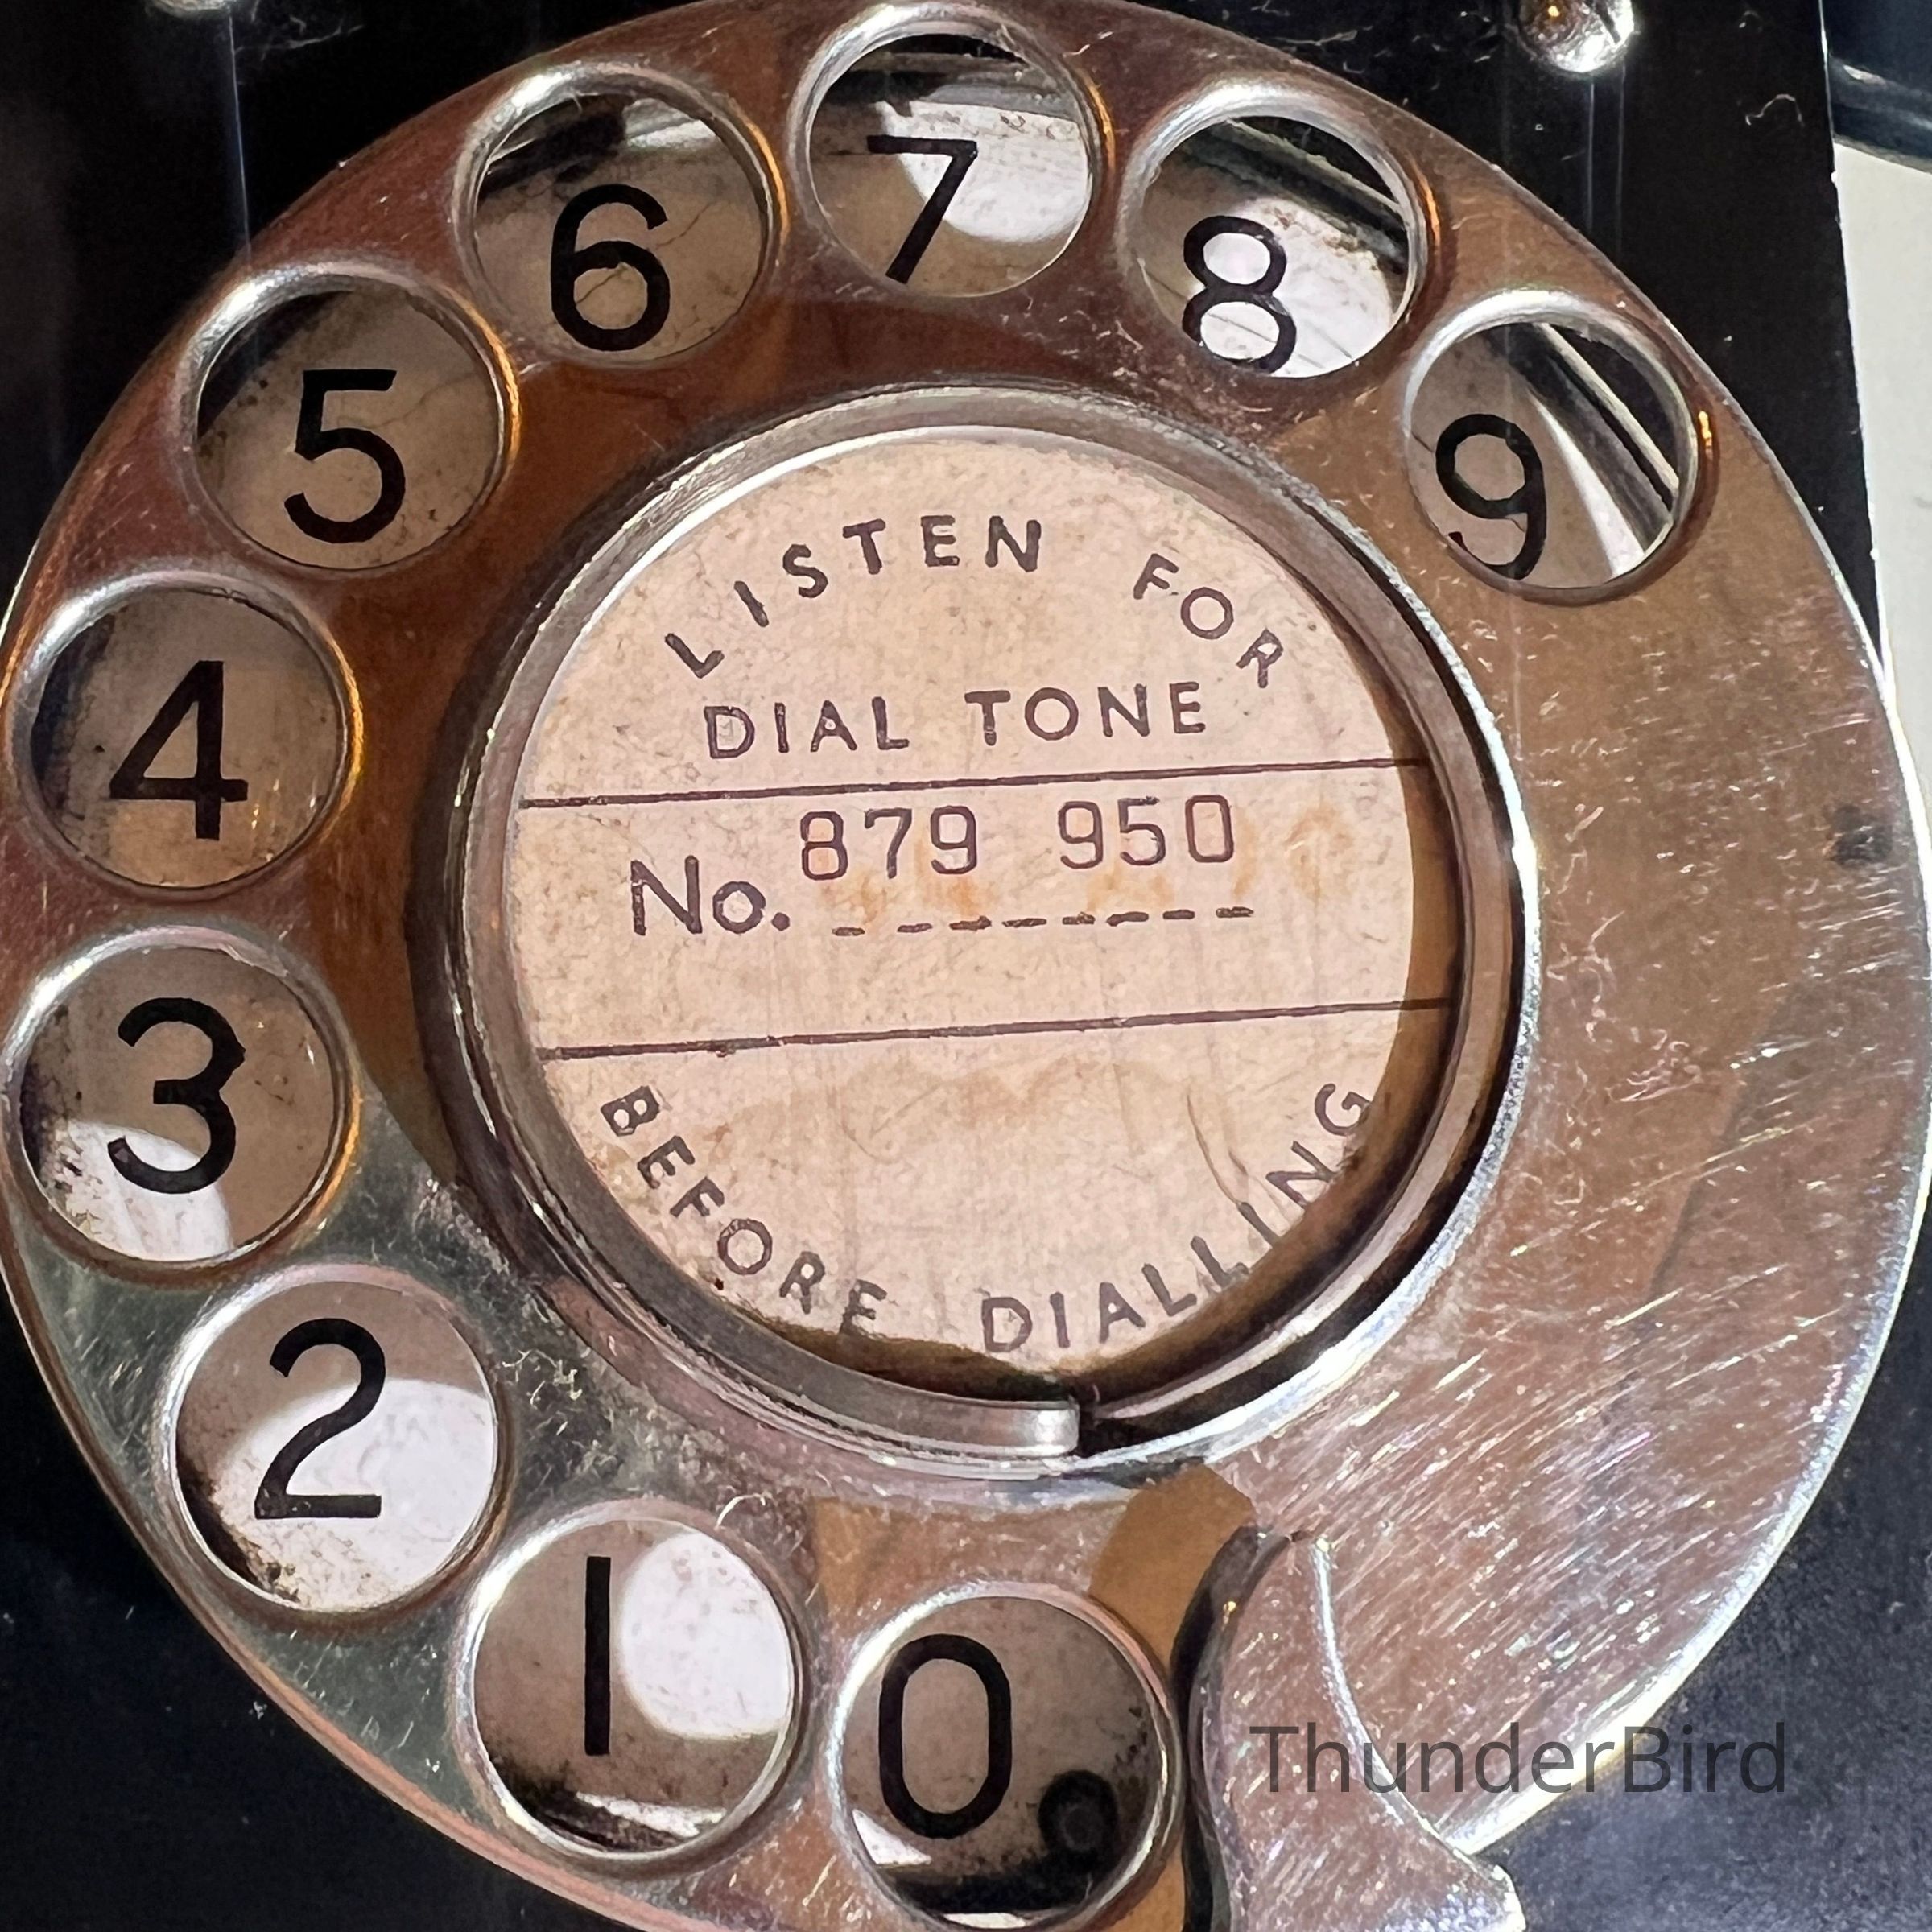 LISTEN FOR
DIAL TONE
No. 879 950
BEFORE DIALLING
1
2
3
4
5
6
7
8
9
0
ThunderBird